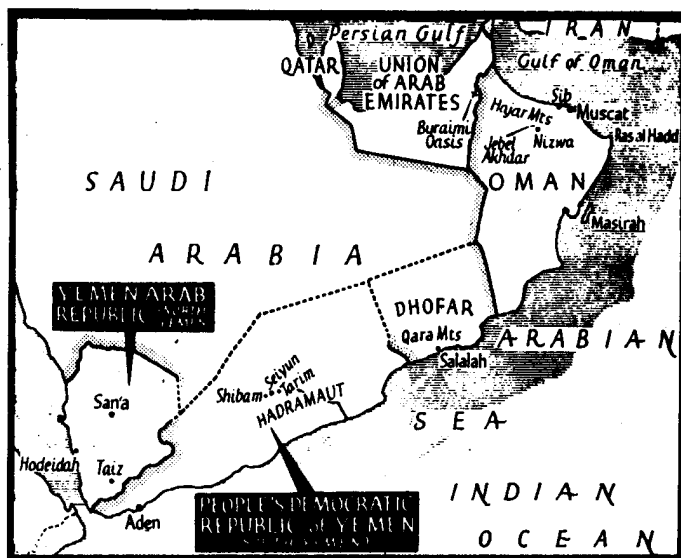 IRAN
Persian Gulf
Gulf of Oman
QATAR
UNION
of ARAB
EMIRATES
Buraimi
Oasis
Hajar Mts
Sib
Muscat
Ras al Hadd
Jebel
Akhdar
Nizwa
OMAN
Masirah
SAUDI
ARABIA
YEMEN ARAB
REPUBLIC NORTH
YEMEN
DHOFAR
Qara Mts
Salalah
ARABIAN
SEA
San'a
Shibam
Seiyun
Tarim
HADRAMAUT
Hodeidah
Taiz
Aden
PEOPLE'S DEMOCRATIC
REPUBLIC of YEMEN
INDIAN
OCEAN